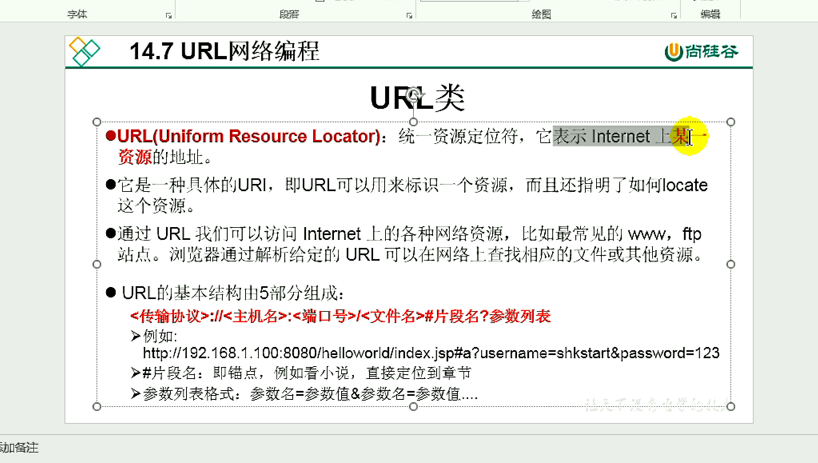 字体
段落
绘图
编辑
14.7 URL网络编程
尚硅谷
URL类
●URL(Uniform Resource Locator)：统一资源定位符，它表示 Internet 上某一
资源的地址。
●它是一种具体的URI，即URL可以用来标识一个资源，而且还指明了如何locate
这个资源。
●通过 URL 我们可以访问 Internet 上的各种网络资源，比如最常见的 www，ftp
站点。浏览器通过解析给定的 URL 可以在网络上查找相应的文件或其他资源。
● URL的基本结构由5部分组成：
<传输协议>://<主机名>:<端口号>/<文件名>#片段名?参数列表
➢例如:
http://192.168.1.100:8080/helloworld/index.jsp#a?username=shkstart&password=123
➢#片段名：即锚点，例如看小说，直接定位到章节
➢参数列表格式：参数名=参数值&参数名=参数值....
添加备注